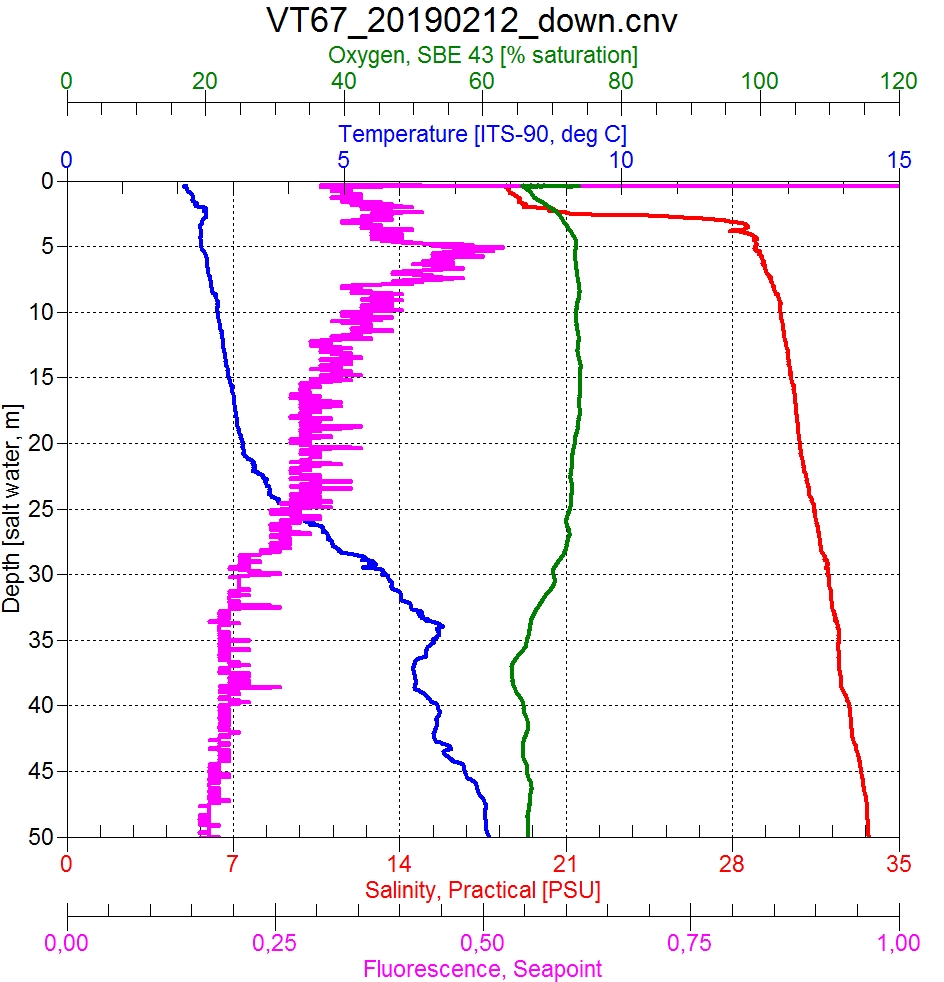 VT67_20190212_down.cnv
Oxygen, SBE 43 [% saturation]
0 20 40 60 80 100 120
Temperature [ITS-90, deg C]
0 5 10 15
0
5
10
15
20
25
30
35
40
45
50
Depth [salt water, m]
0 7 14 21 28 35
Salinity, Practical [PSU]
0,00 0,25 0,50 0,75 1,00
Fluorescence, Seapoint